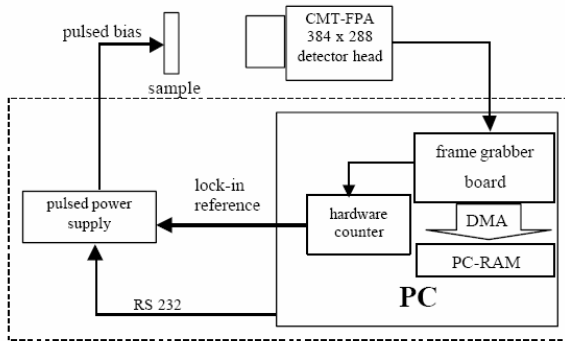 pulsed bias
sample
CMT-FPA
384 x 288
detector head
frame grabber
board
DMA
PC-RAM
hardware
counter
lock-in
reference
pulsed power
supply
RS 232
PC